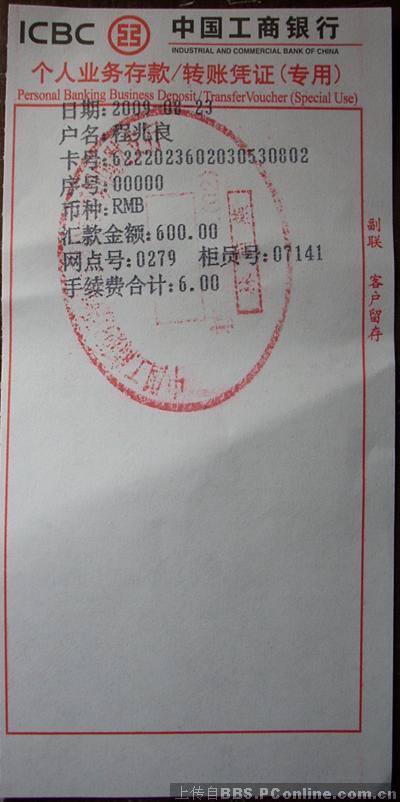 ICBC 中国工商银行
INDUSTRIAL AND COMMERCIAL BANK OF CHINA
个人业务存款/转账凭证(专用)
Personal Banking Business Deposit/TransferVoucher (Special Use)
日期:2009-08-23
户名:程兆良
卡号:6222023602030530802
序号:00000
币种:RMB
汇款金额:600.00
网点号:0279 柜员号:07141
手续费合计:6.00
副联 客户留存
上传自BBS.PConline.com.cn